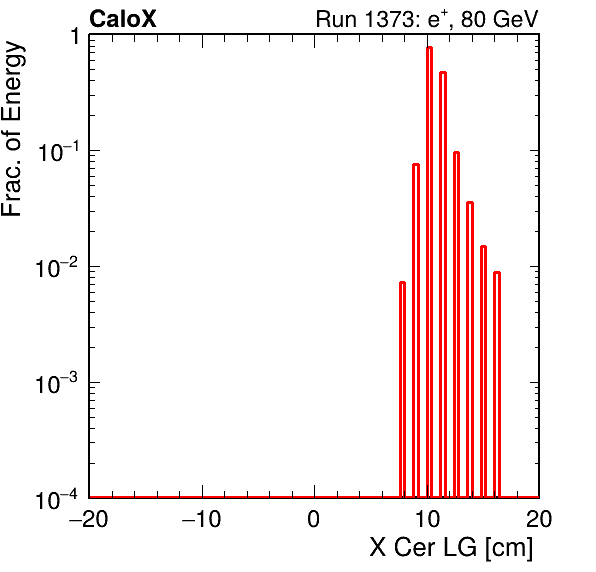 CaloX Run 1373: e⁺, 80 GeV
Frac. of Energy
1
10⁻¹
10⁻²
10⁻³
10⁻⁴
−20 −10 0 10 20
X Cer LG [cm]